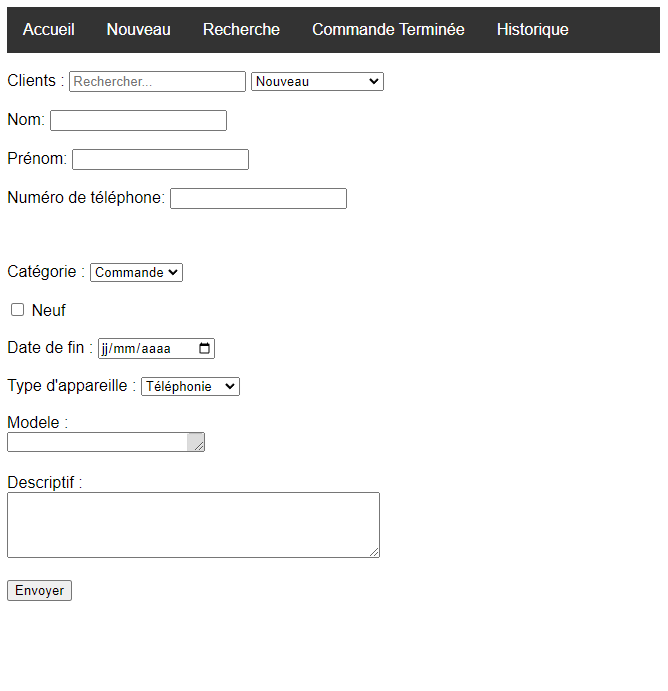 Accueil Nouveau Recherche Commande Terminée Historique
Clients : Rechercher... Nouveau
Nom:
Prénom:
Numéro de téléphone:
Catégorie : Commande
Neuf
Date de fin : jj/mm/aaaa
Type d'appareille : Téléphonie
Modele :
Descriptif :
Envoyer